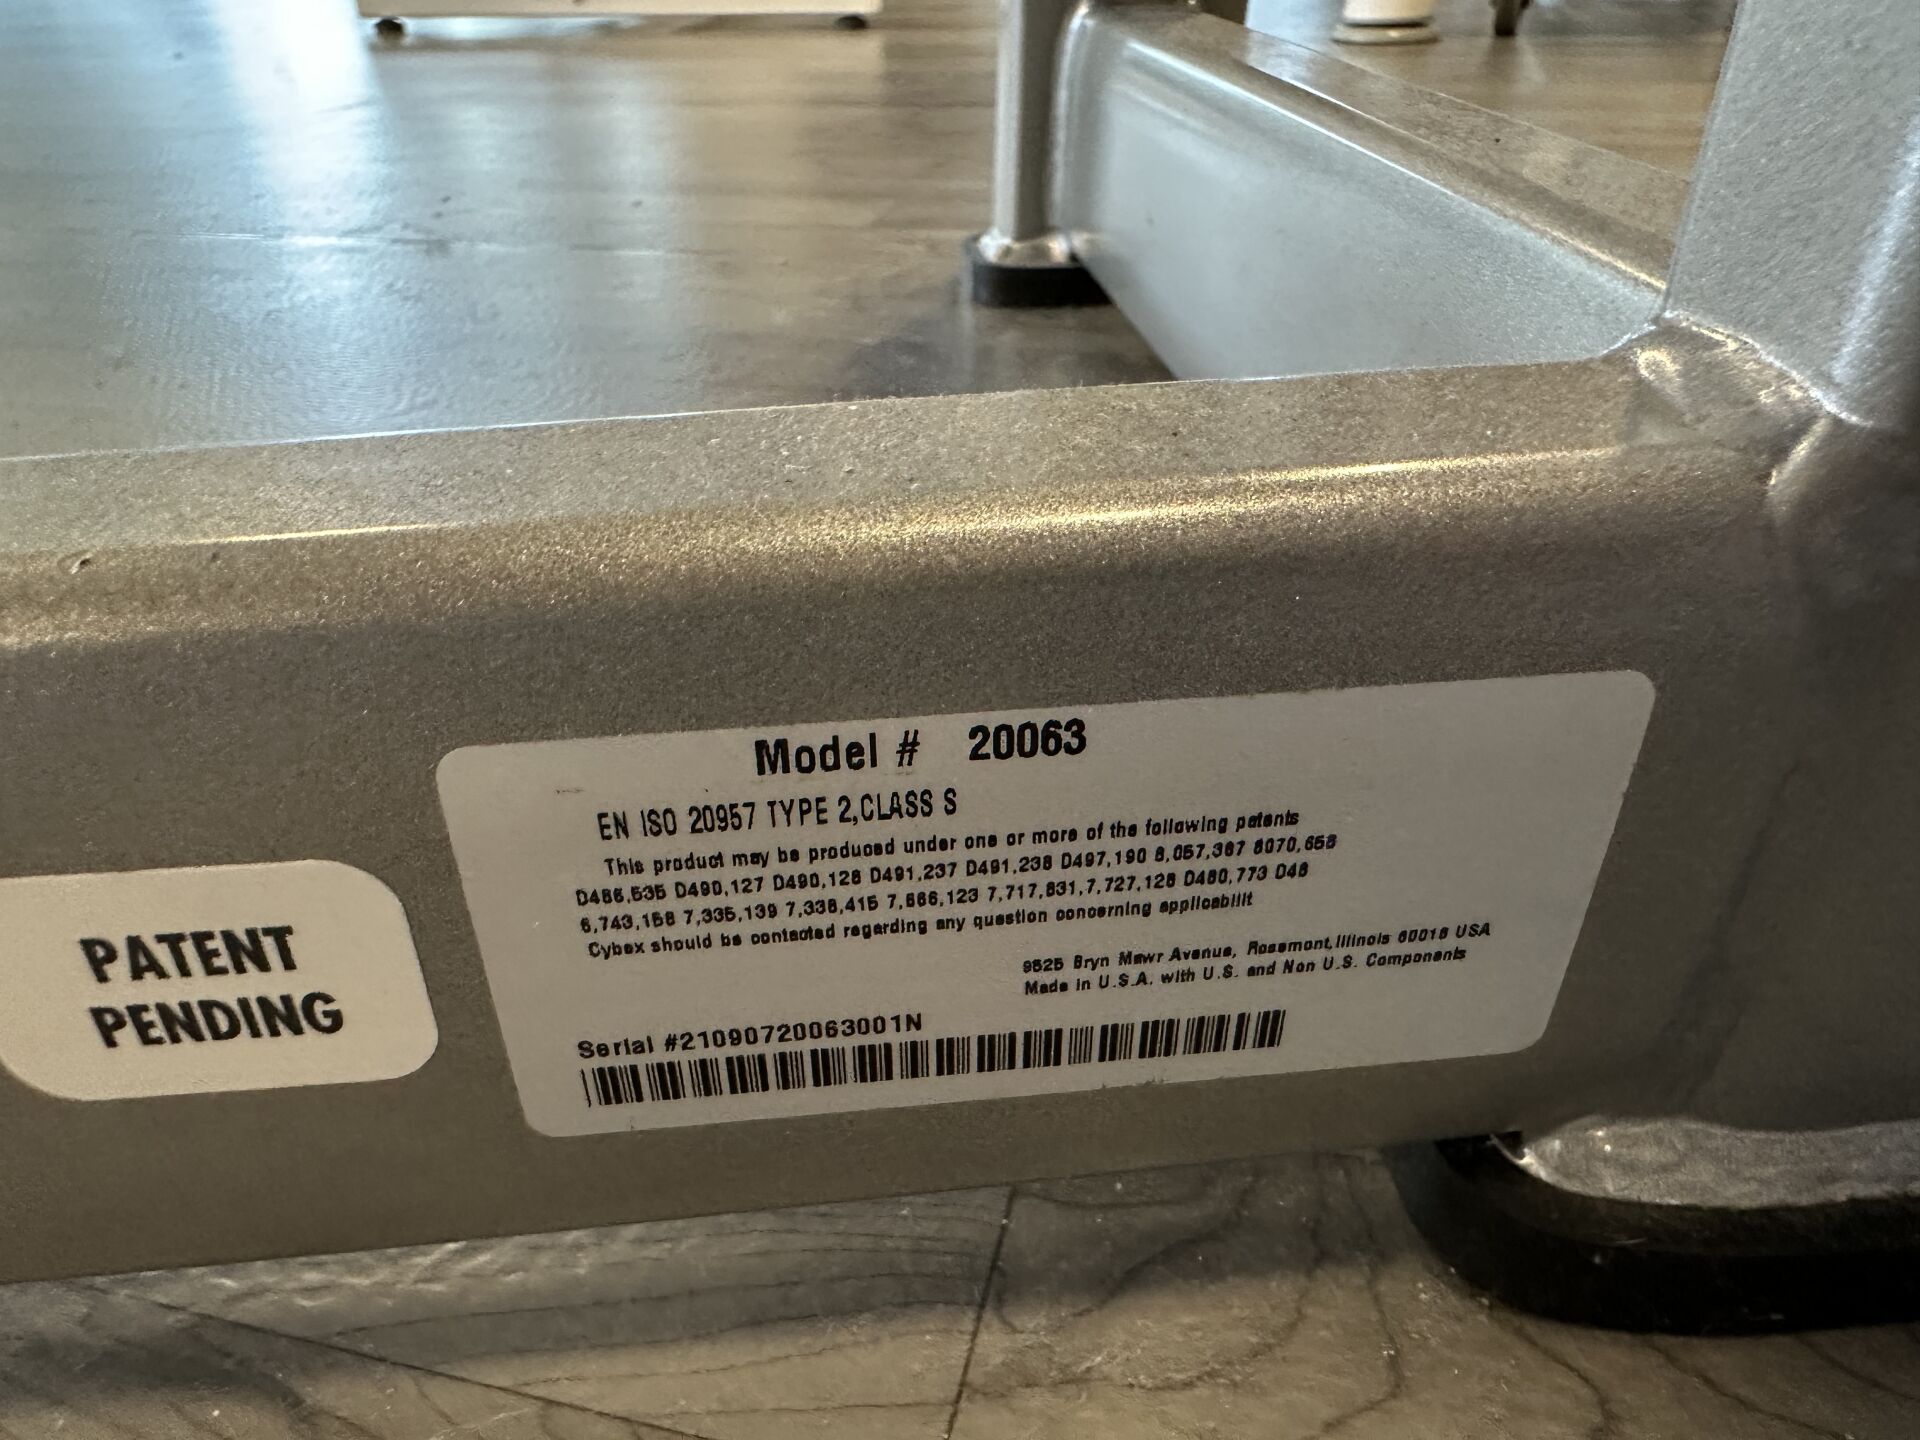 Model # 20063
EN ISO 20957 TYPE 2,CLASS S
This product may be produced under one or more of the following patents
D486,535 D490,127 D490,128 D491,237 D491,238 D497,190 8,057,367 8070,658
6,743,158 7,335,139 7,338,415 7,666,123 7,717,831,7,727,128 D480,773 D48
Cybex should be contacted regarding any question concerning applicabilit
9525 Bryn Mawr Avenue, Rosemont,Illinois 60018 USA
Made in U.S.A. with U.S. and Non U.S. Components
Serial #21090720063001N
PATENT
PENDING